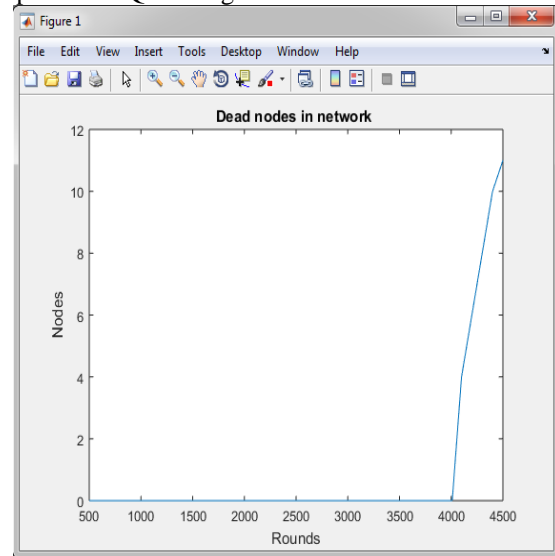 Figure 1
File Edit View Insert Tools Desktop Window Help
Dead nodes in network
12
10
8
6
4
2
0
Nodes
500 1000 1500 2000 2500 3000 3500 4000 4500
Rounds